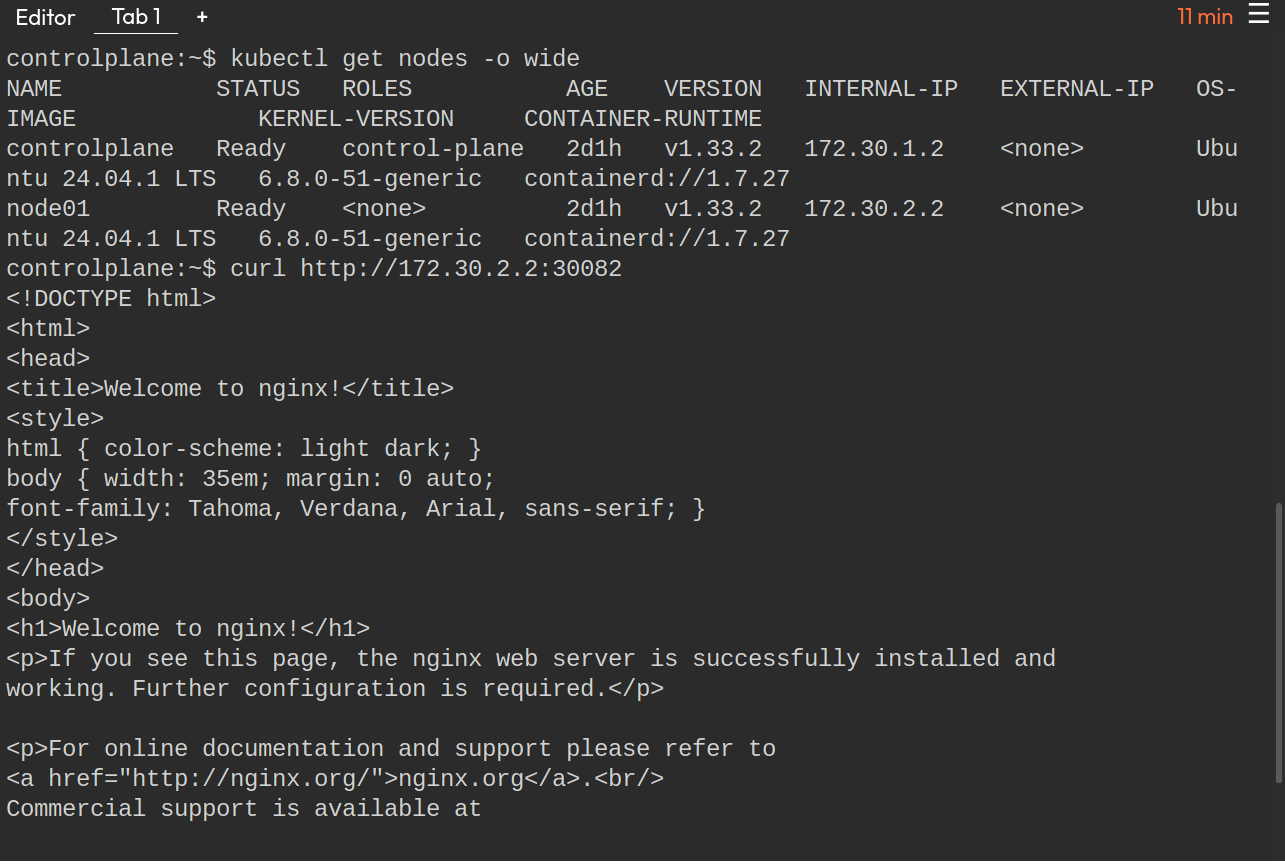 Editor Tab 1 + 11 min
controlplane:~$ kubectl get nodes -o wide
NAME           STATUS   ROLES           AGE    VERSION   INTERNAL-IP   EXTERNAL-IP   OS-
IMAGE             KERNEL-VERSION     CONTAINER-RUNTIME
controlplane   Ready    control-plane   2d1h   v1.33.2   172.30.1.2    <none>        Ubu
ntu 24.04.1 LTS   6.8.0-51-generic   containerd://1.7.27
node01         Ready    <none>          2d1h   v1.33.2   172.30.2.2    <none>        Ubu
ntu 24.04.1 LTS   6.8.0-51-generic   containerd://1.7.27
controlplane:~$ curl http://172.30.2.2:30082
<!DOCTYPE html>
<html>
<head>
<title>Welcome to nginx!</title>
<style>
html { color-scheme: light dark; }
body { width: 35em; margin: 0 auto;
font-family: Tahoma, Verdana, Arial, sans-serif; }
</style>
</head>
<body>
<h1>Welcome to nginx!</h1>
<p>If you see this page, the nginx web server is successfully installed and
working. Further configuration is required.</p>

<p>For online documentation and support please refer to
<a href="http://nginx.org/">nginx.org</a>.<br/>
Commercial support is available at